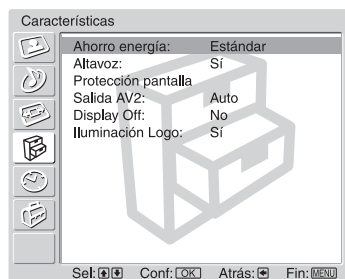 Características
Ahorro energía: Estándar
Altavoz: Sí
Protección pantalla
Salida AV2: Auto
Display Off: No
Iluminación Logo: Sí
Sel: Conf: OK Atrás: Fin: MENU